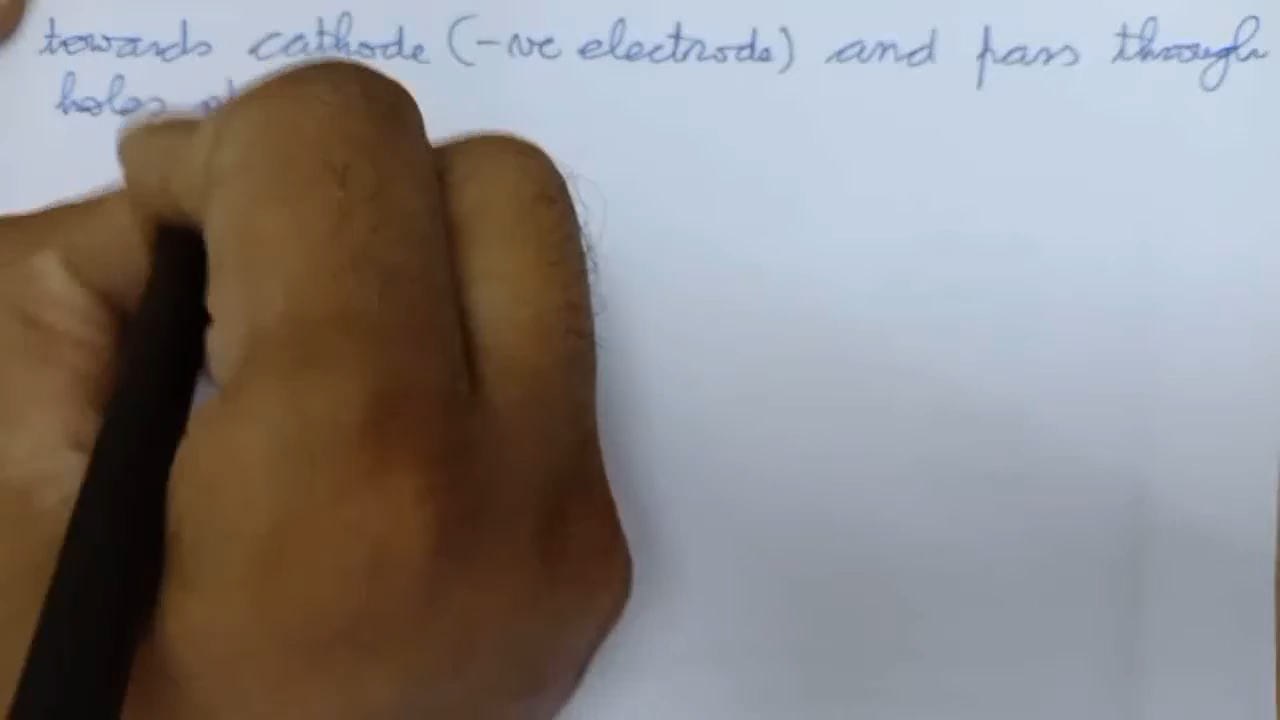 towards cathode (-ve electrode) and pass through
holes